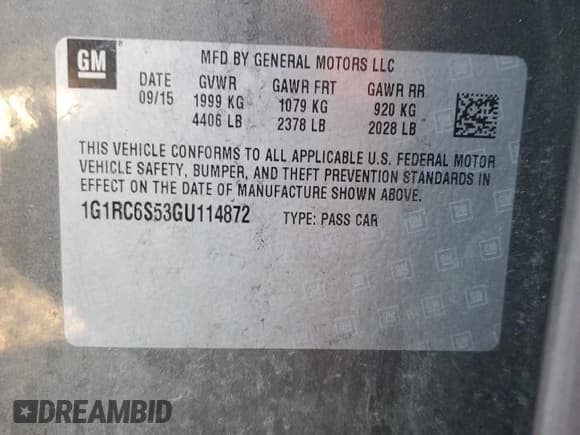 GM
®
MFD BY GENERAL MOTORS LLC
DATE GVWR GAWR FRT GAWR RR
09/15 1999 KG 1079 KG 920 KG
4406 LB 2378 LB 2028 LB
THIS VEHICLE CONFORMS TO ALL APPLICABLE U.S. FEDERAL MOTOR
VEHICLE SAFETY, BUMPER, AND THEFT PREVENTION STANDARDS IN
EFFECT ON THE DATE OF MANUFACTURE SHOWN ABOVE.
1G1RC6S53GU114872 TYPE: PASS CAR
DREAMBID